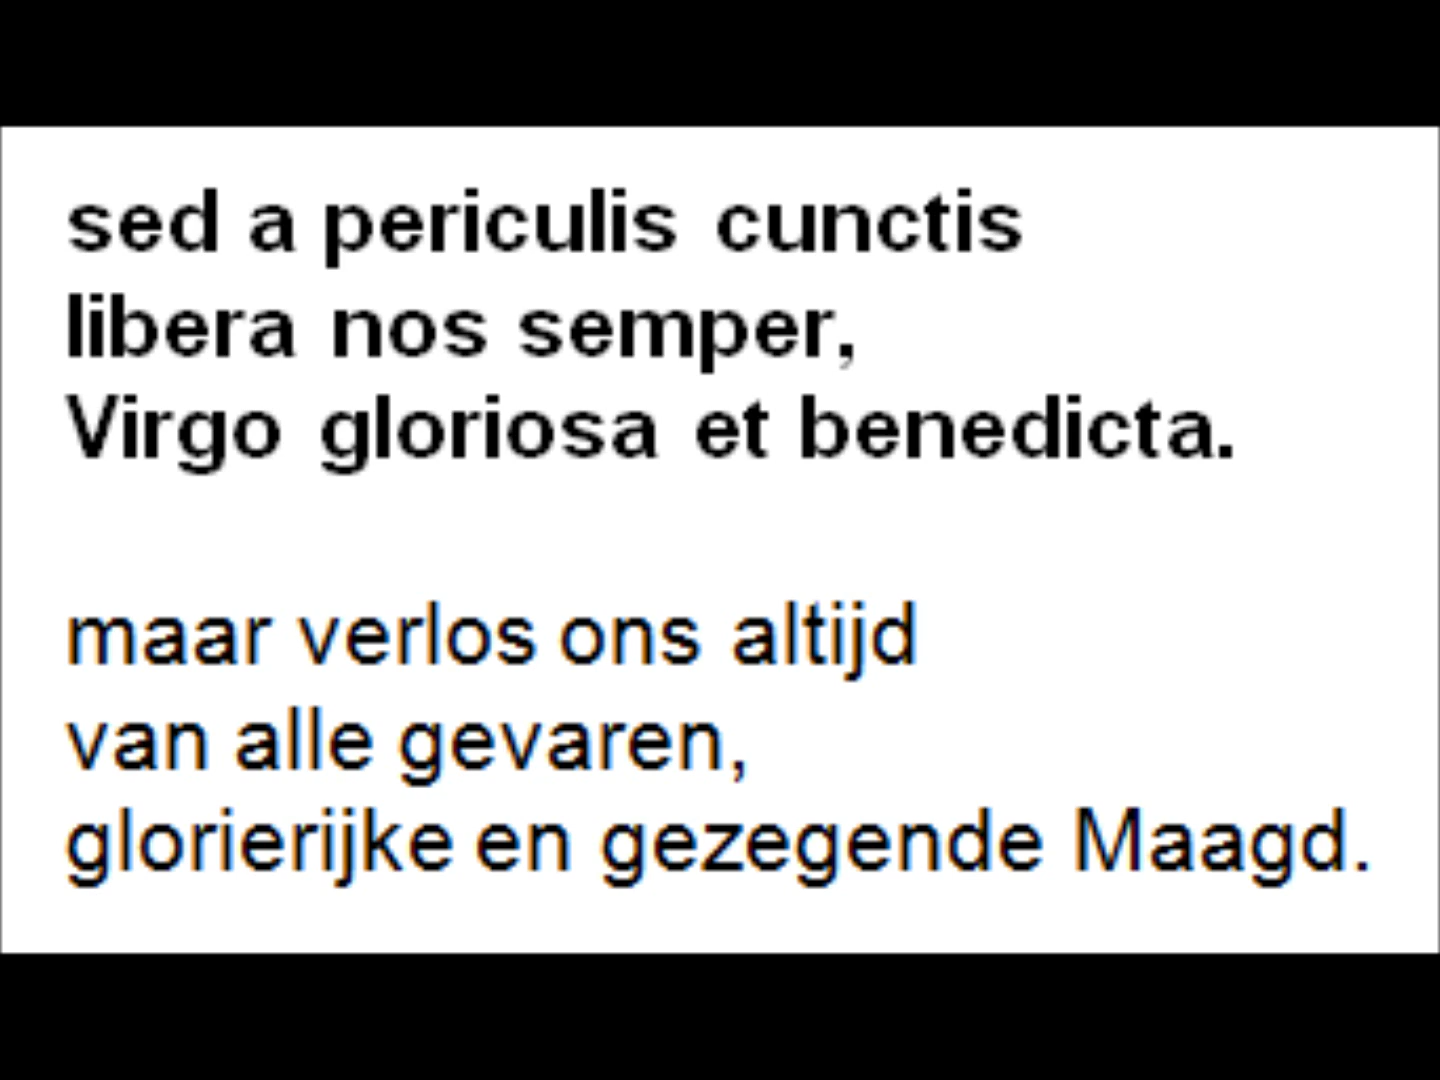 sed a periculis cunctis
libera nos semper,
Virgo gloriosa et benedicta.
maar verlos ons altijd
van alle gevaren,
glorierijke en gezegende Maagd.